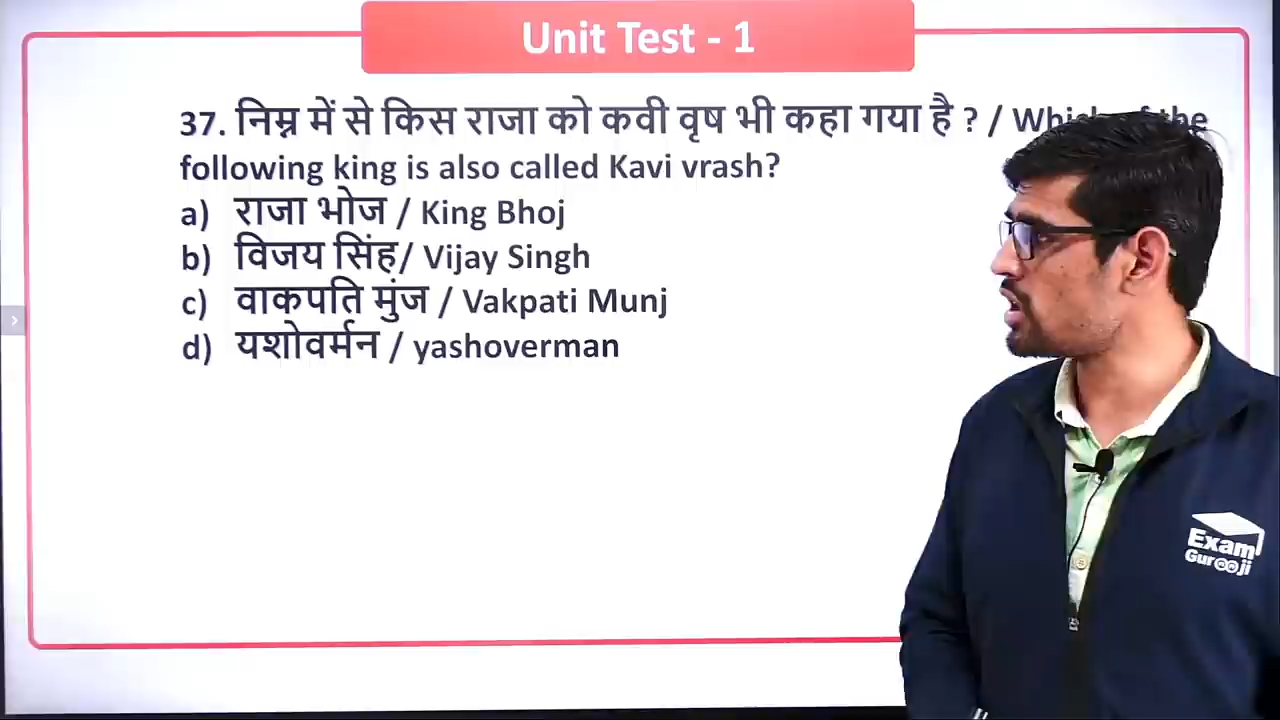 Unit Test - 1
37. निम्न में से किस राजा को कवी वृष भी कहा गया है ? / Which of the
following king is also called Kavi vrash?
a) राजा भोज / King Bhoj
b) विजय सिंह/ Vijay Singh
c) वाकपति मुंज / Vakpati Munj
d) यशोवर्मन / yashoverman
Exam
Gurooji